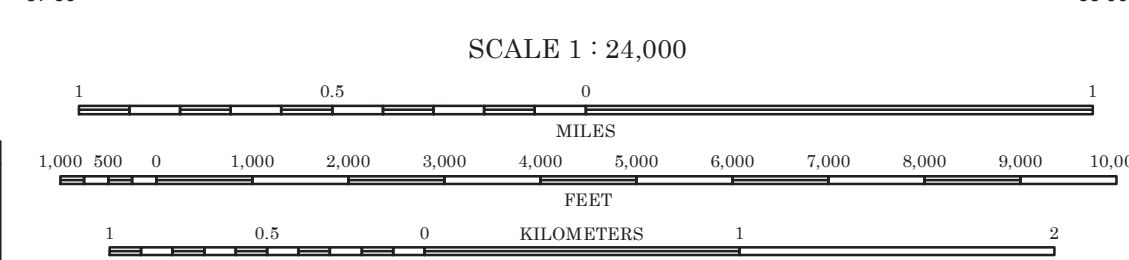 SCALE 1 : 24,000
1 0.5 0 1
MILES
1,000 500 0 1,000 2,000 3,000 4,000 5,000 6,000 7,000 8,000 9,000
FEET
1 0.5 0 KILOMETERS 1 2